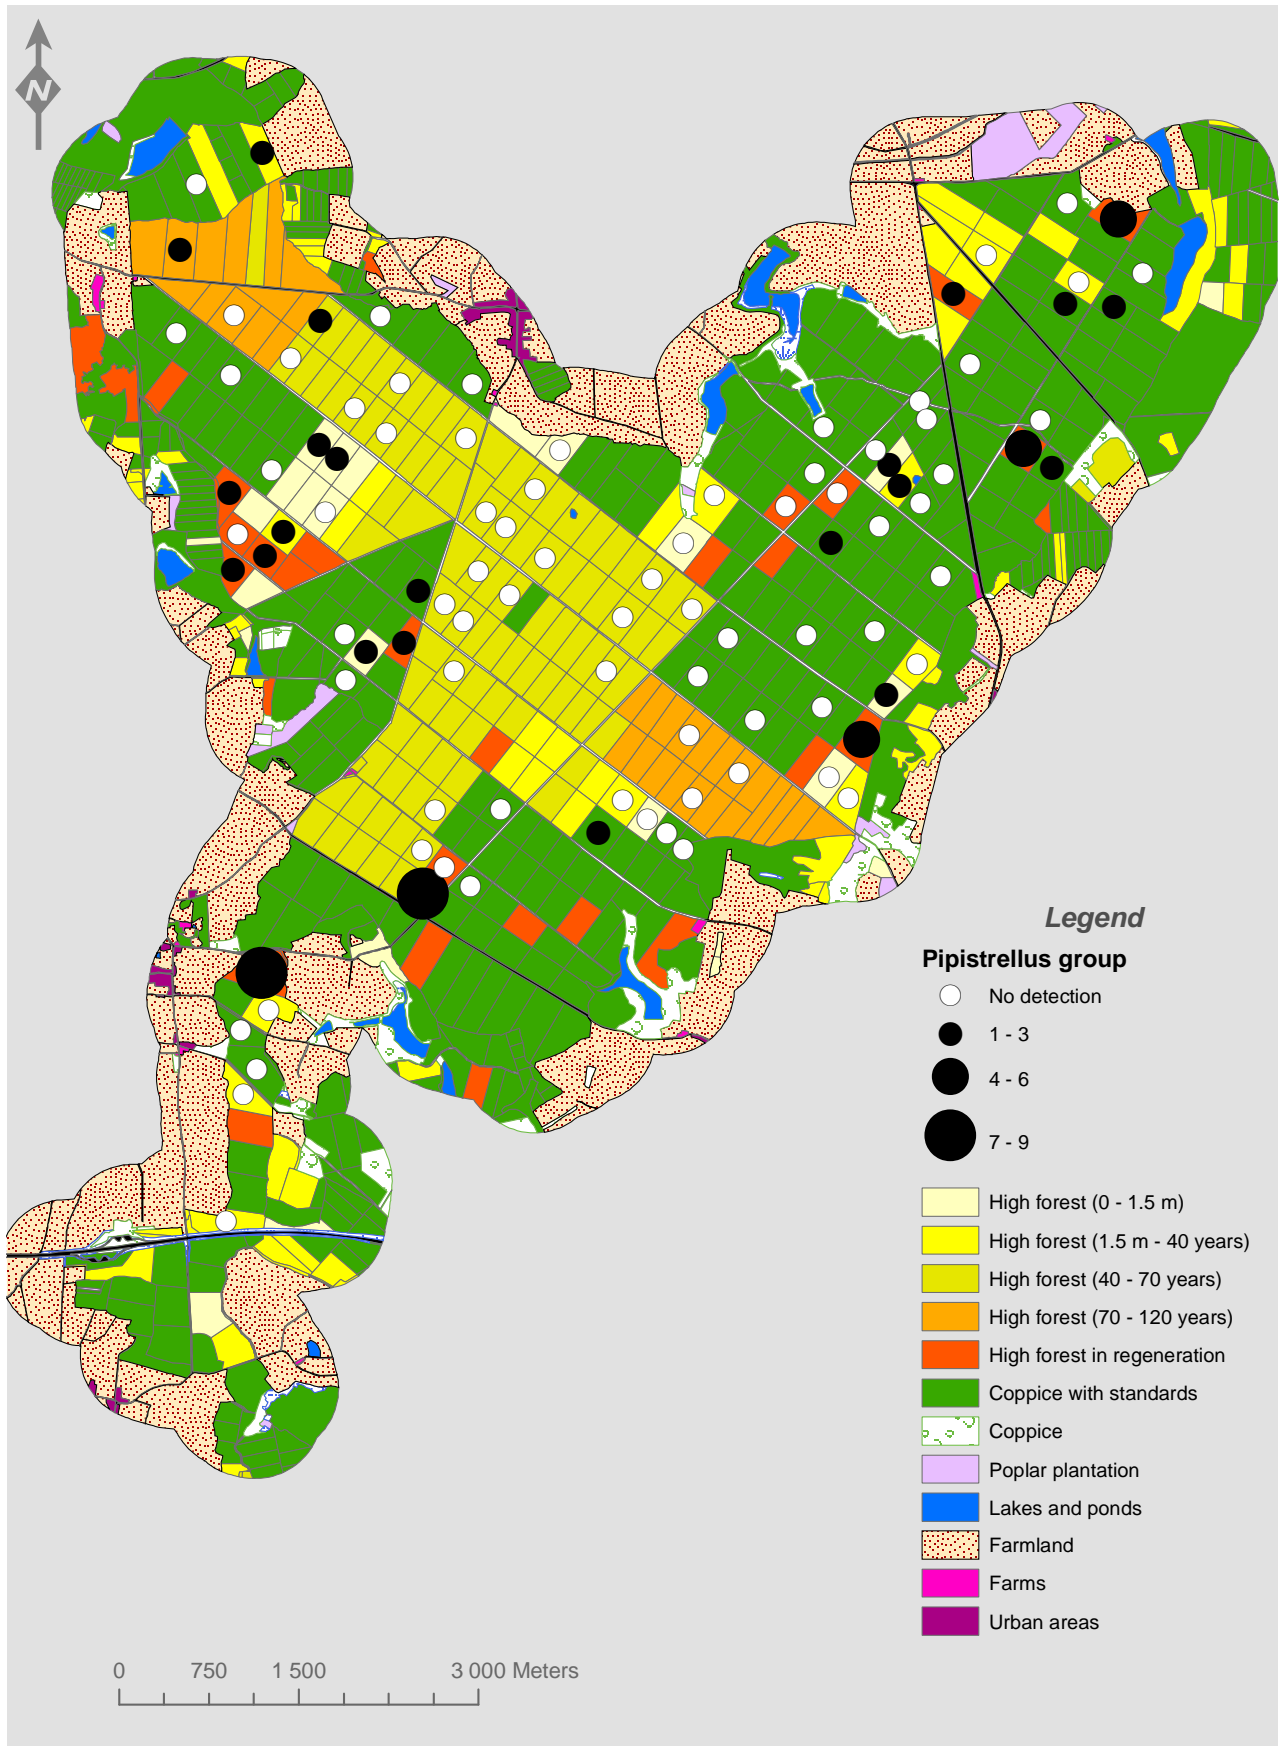 N
Legend
Pipistrellus group
No detection
1 - 3
4 - 6
7 - 9
High forest (0 - 1.5 m)
High forest (1.5 m - 40 years)
High forest (40 - 70 years)
High forest (70 - 120 years)
High forest in regeneration
Coppice with standards
Coppice
Poplar plantation
Lakes and ponds
Farmland
Farms
Urban areas
0 750 1 500 3 000 Meters